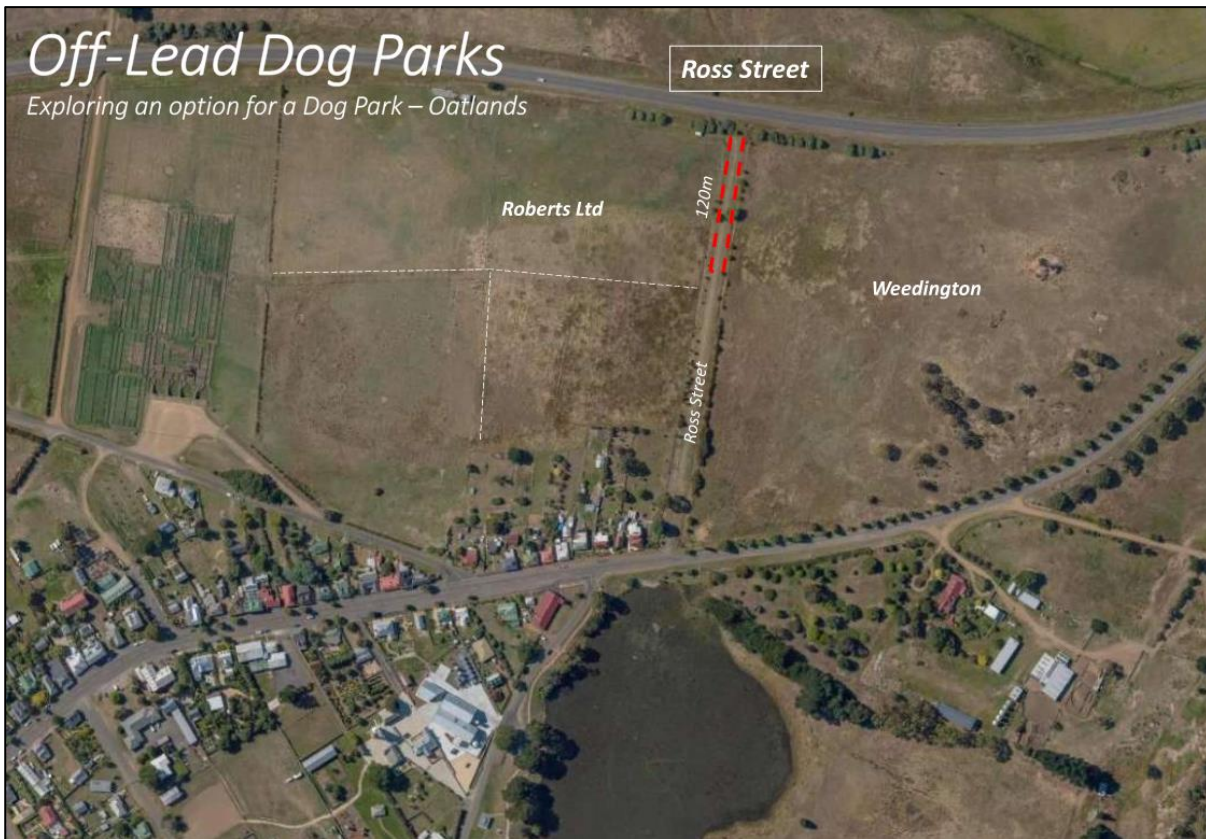 Off-Lead Dog Parks
Exploring an option for a Dog Park – Oatlands
Ross Street
120m
Roberts Ltd
Weedington
Ross Street